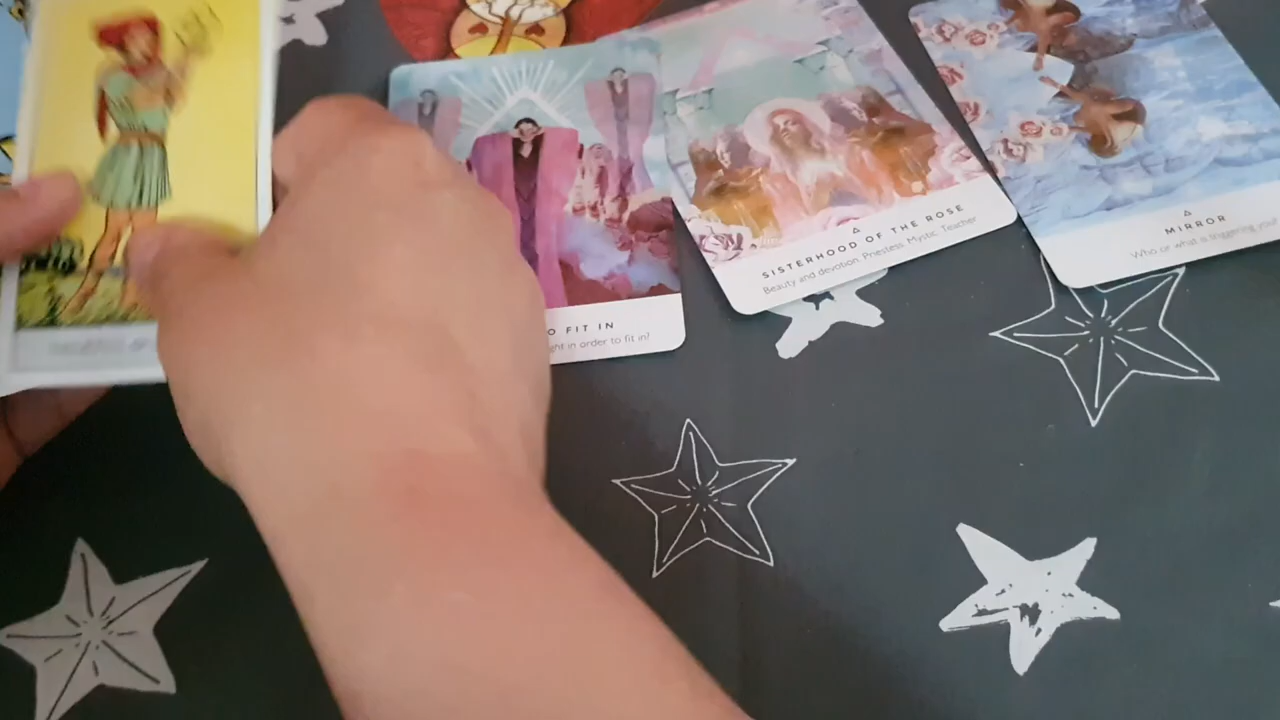 O FIT IN
ght in order to fit in?
SISTERHOOD OF THE ROSE
Beauty and devotion. Priestess. Mystic. Teacher
MIRROR
Who or what is triggering you?